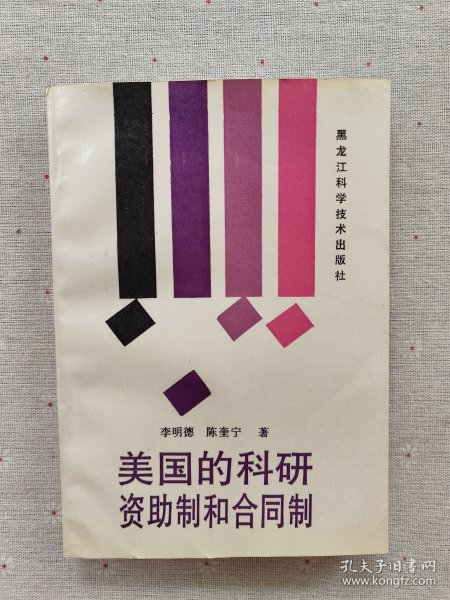 黑龙江科学技术出版社
李明德 陈奎宁 著
美国的科研
资助制和合同制
孔夫子旧书网
www.kongfz.com